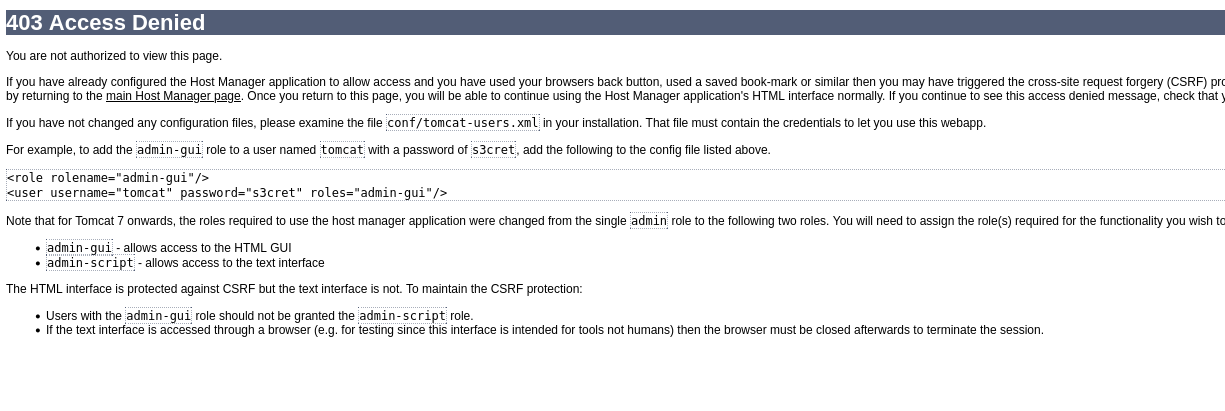 403 Access Denied
You are not authorized to view this page.
If you have already configured the Host Manager application to allow access and you have used your browsers back button, used a saved book-mark or similar then you may have triggered the cross-site request forgery (CSRF)
by returning to the main Host Manager page. Once you return to this page, you will be able to continue using the Host Manager application's HTML interface normally. If you continue to see this access denied message, check that
If you have not changed any configuration files, please examine the file conf/tomcat-users.xml in your installation. That file must contain the credentials to let you use this webapp.
For example, to add the admin-gui role to a user named tomcat with a password of s3cret, add the following to the config file listed above.
<role rolename="admin-gui"/>
<user username="tomcat" password="s3cret" roles="admin-gui"/>
Note that for Tomcat 7 onwards, the roles required to use the host manager application were changed from the single admin role to the following two roles. You will need to assign the role(s) required for the functionality you wish to
• admin-gui - allows access to the HTML GUI
• admin-script - allows access to the text interface
The HTML interface is protected against CSRF but the text interface is not. To maintain the CSRF protection:
• Users with the admin-gui role should not be granted the admin-script role.
• If the text interface is accessed through a browser (e.g. for testing since this interface is intended for tools not humans) then the browser must be closed afterwards to terminate the session.